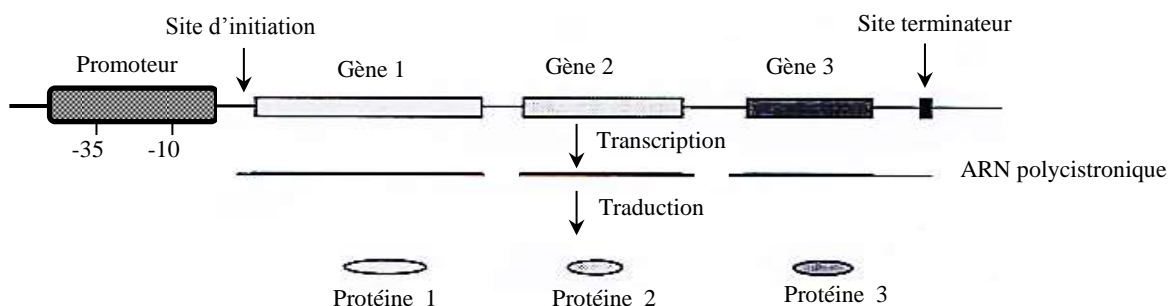 Site d’initiation
Site terminateur
Promoteur
Gène 1
Gène 2
Gène 3
-35
-10
Transcription
ARN polycistronique
Traduction
Protéine 1
Protéine 2
Protéine 3